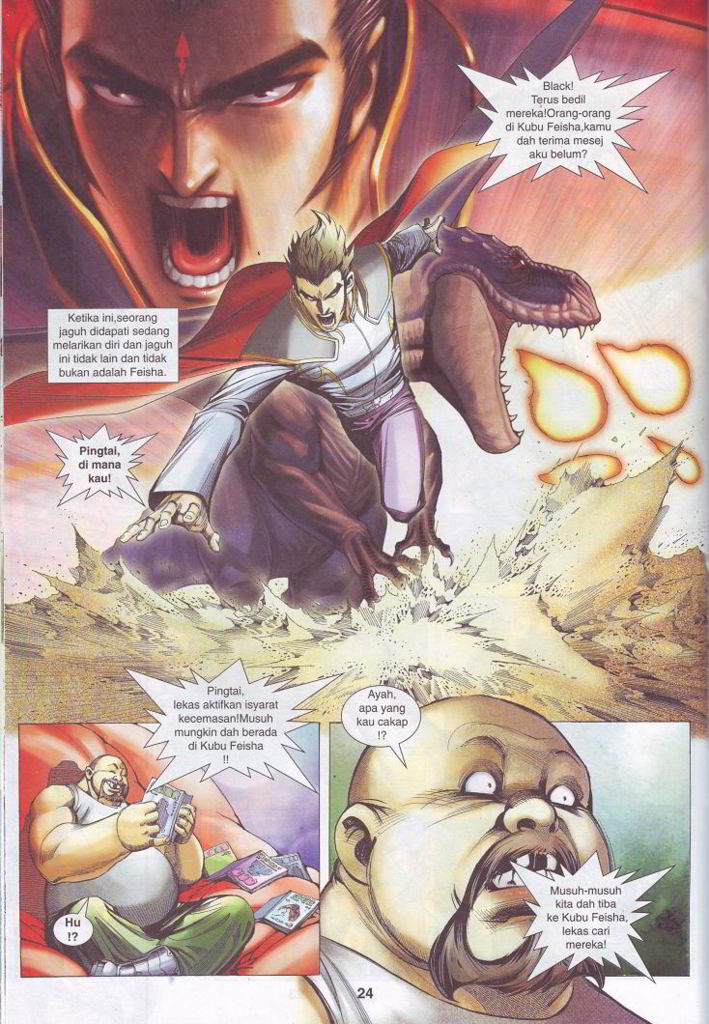 Black!
Terus bedil
mereka!Orang-orang
di Kubu Feisha,kamu
dah terima mesej
aku belum?
Ketika ini,seorang
jaguh didapati sedang
melarikan diri dan jaguh
ini tidak lain dan tidak
bukan adalah Feisha.
Pingtai,
di mana
kau!
Pingtai,
lekas aktifkan isyarat
kecemasan!Musuh
mungkin dah berada
di Kubu Feisha
!!
Hu
!?
Ayah,
apa yang
kau cakap
!?
Musuh-musuh
kita dah tiba
ke Kubu Feisha,
lekas cari
mereka!
24